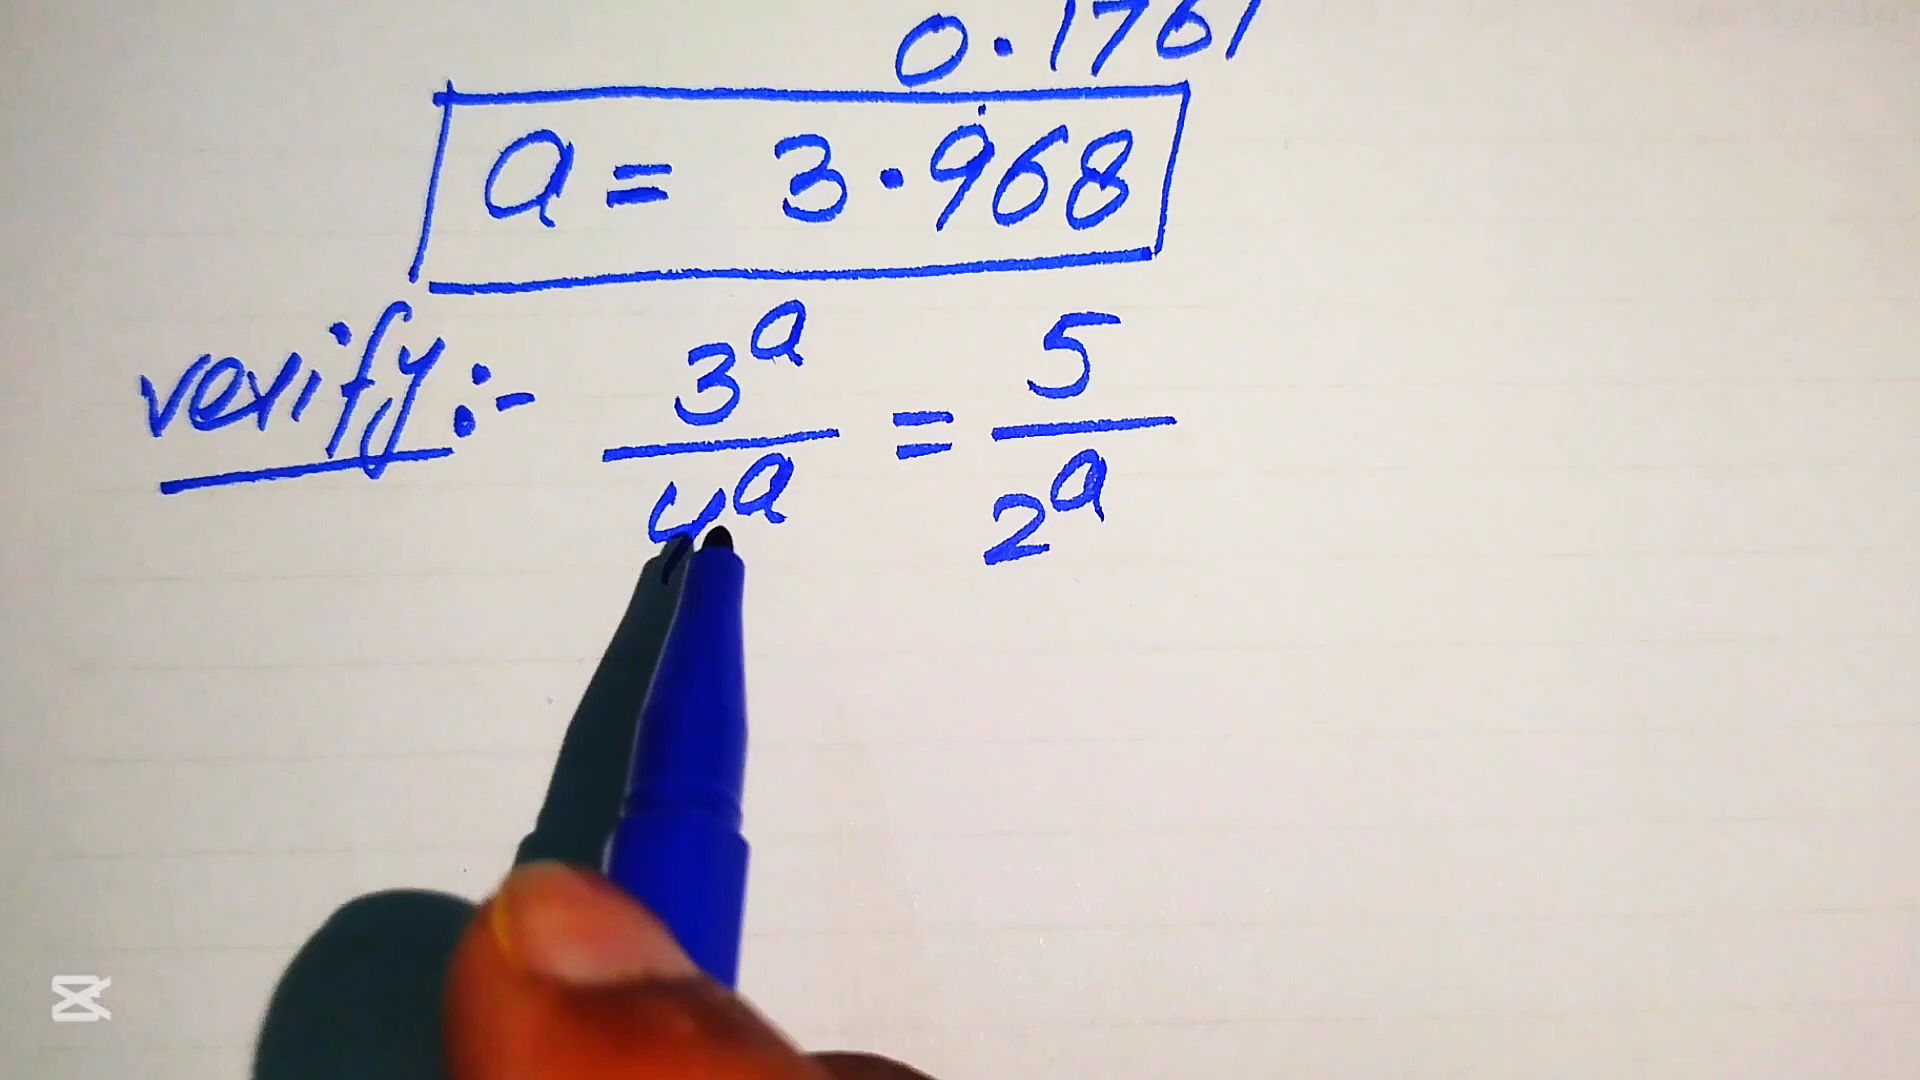 0.1761
a = 3.968
verify:- 3^a/4^a = 5/2^a